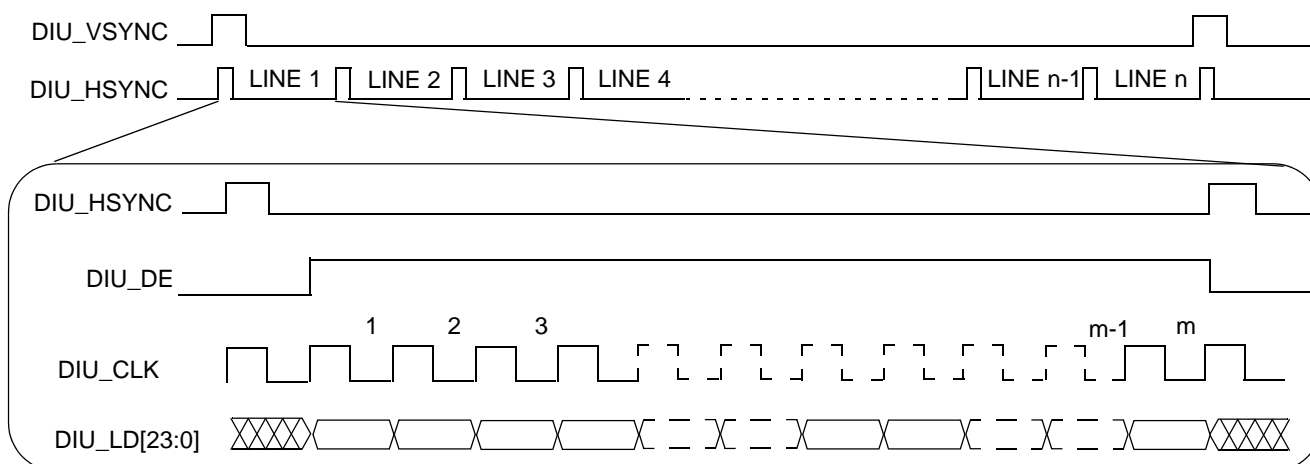 DIU_VSYNC
DIU_HSYNC LINE 1 LINE 2 LINE 3 LINE 4 LINE n-1 LINE n
DIU_HSYNC
DIU_DE
1 2 3 m-1 m
DIU_CLK
DIU_LD[23:0]